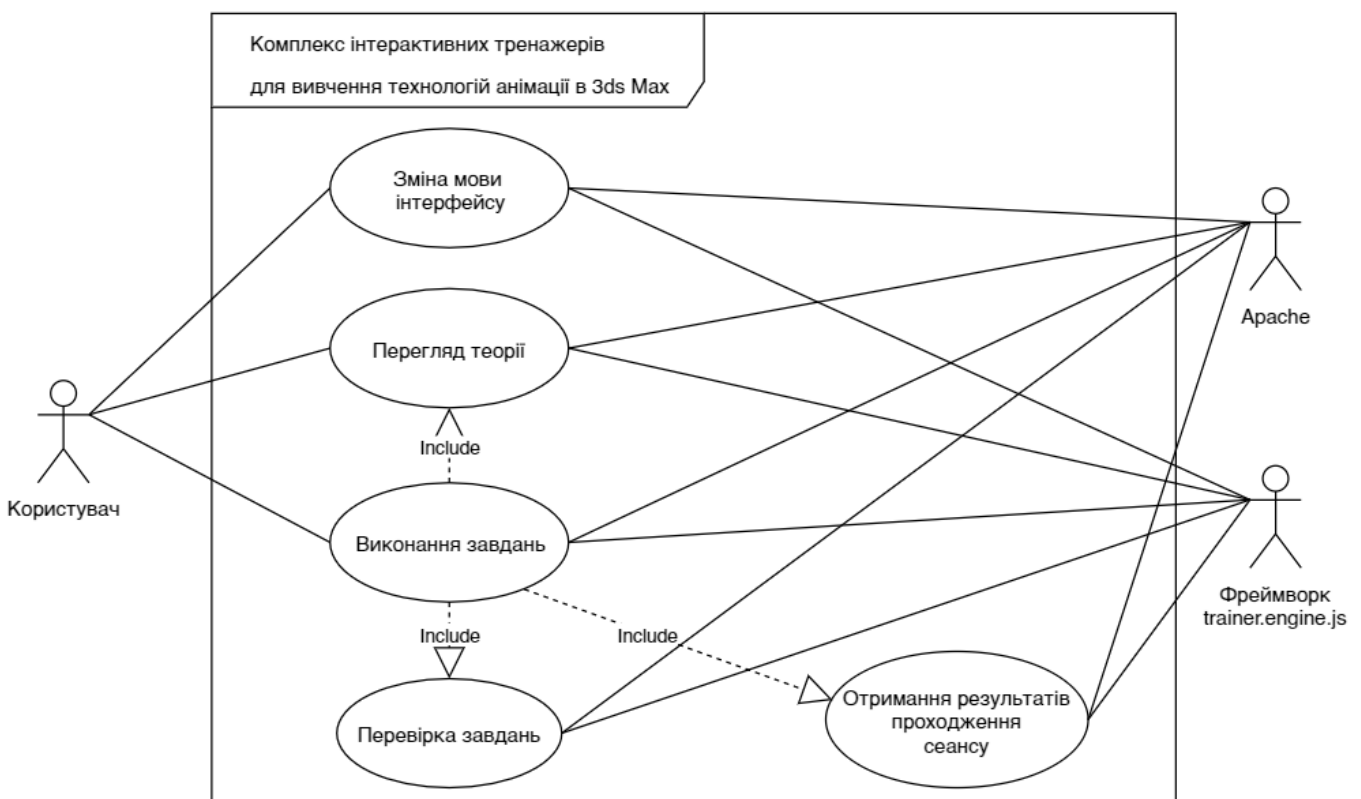 Комплекс інтерактивних тренажерів
для вивчення технологій анімації в 3ds Max
Зміна мови
інтерфейсу
Apache
Перегляд теорії
Include
Користувач
Виконання завдань
Фреймворк
trainer.engine.js
Include
Include
Перевірка завдань
Отримання результатів
проходження
сеансу